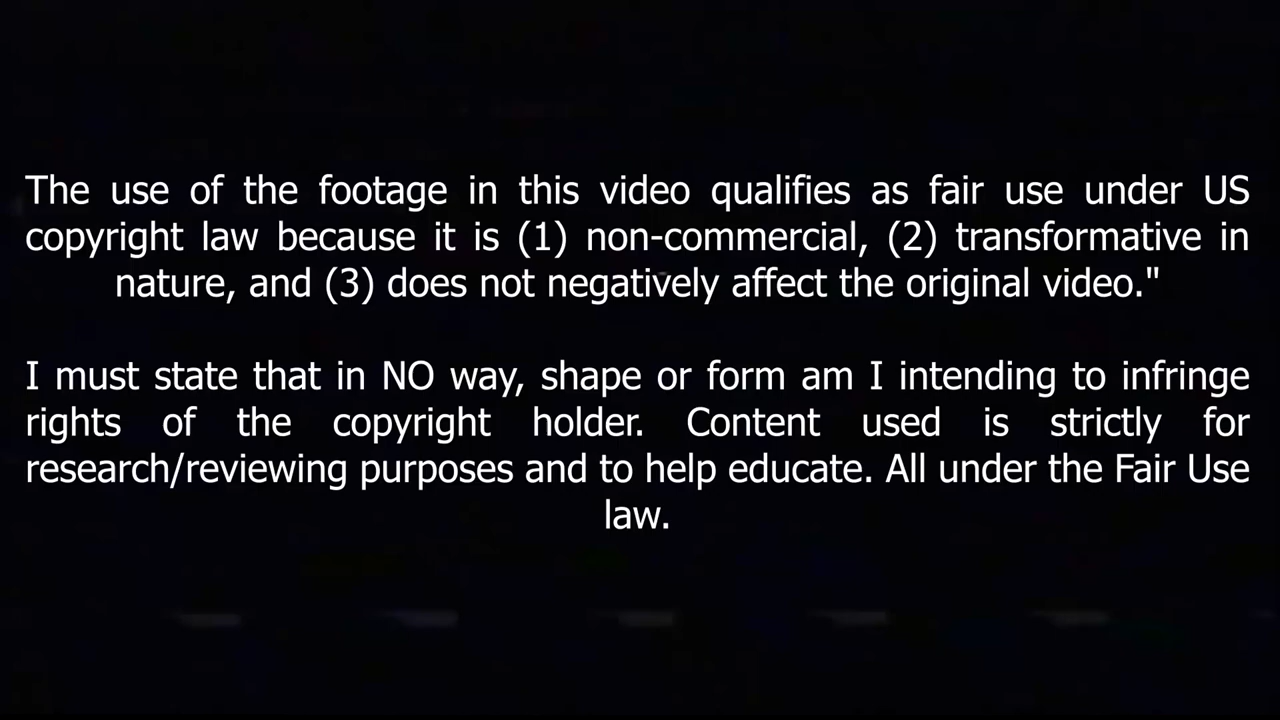 The use of the footage in this video qualifies as fair use under US
copyright law because it is (1) non-commercial, (2) transformative in
nature, and (3) does not negatively affect the original video."
I must state that in NO way, shape or form am I intending to infringe
rights of the copyright holder. Content used is strictly for
research/reviewing purposes and to help educate. All under the Fair Use
law.